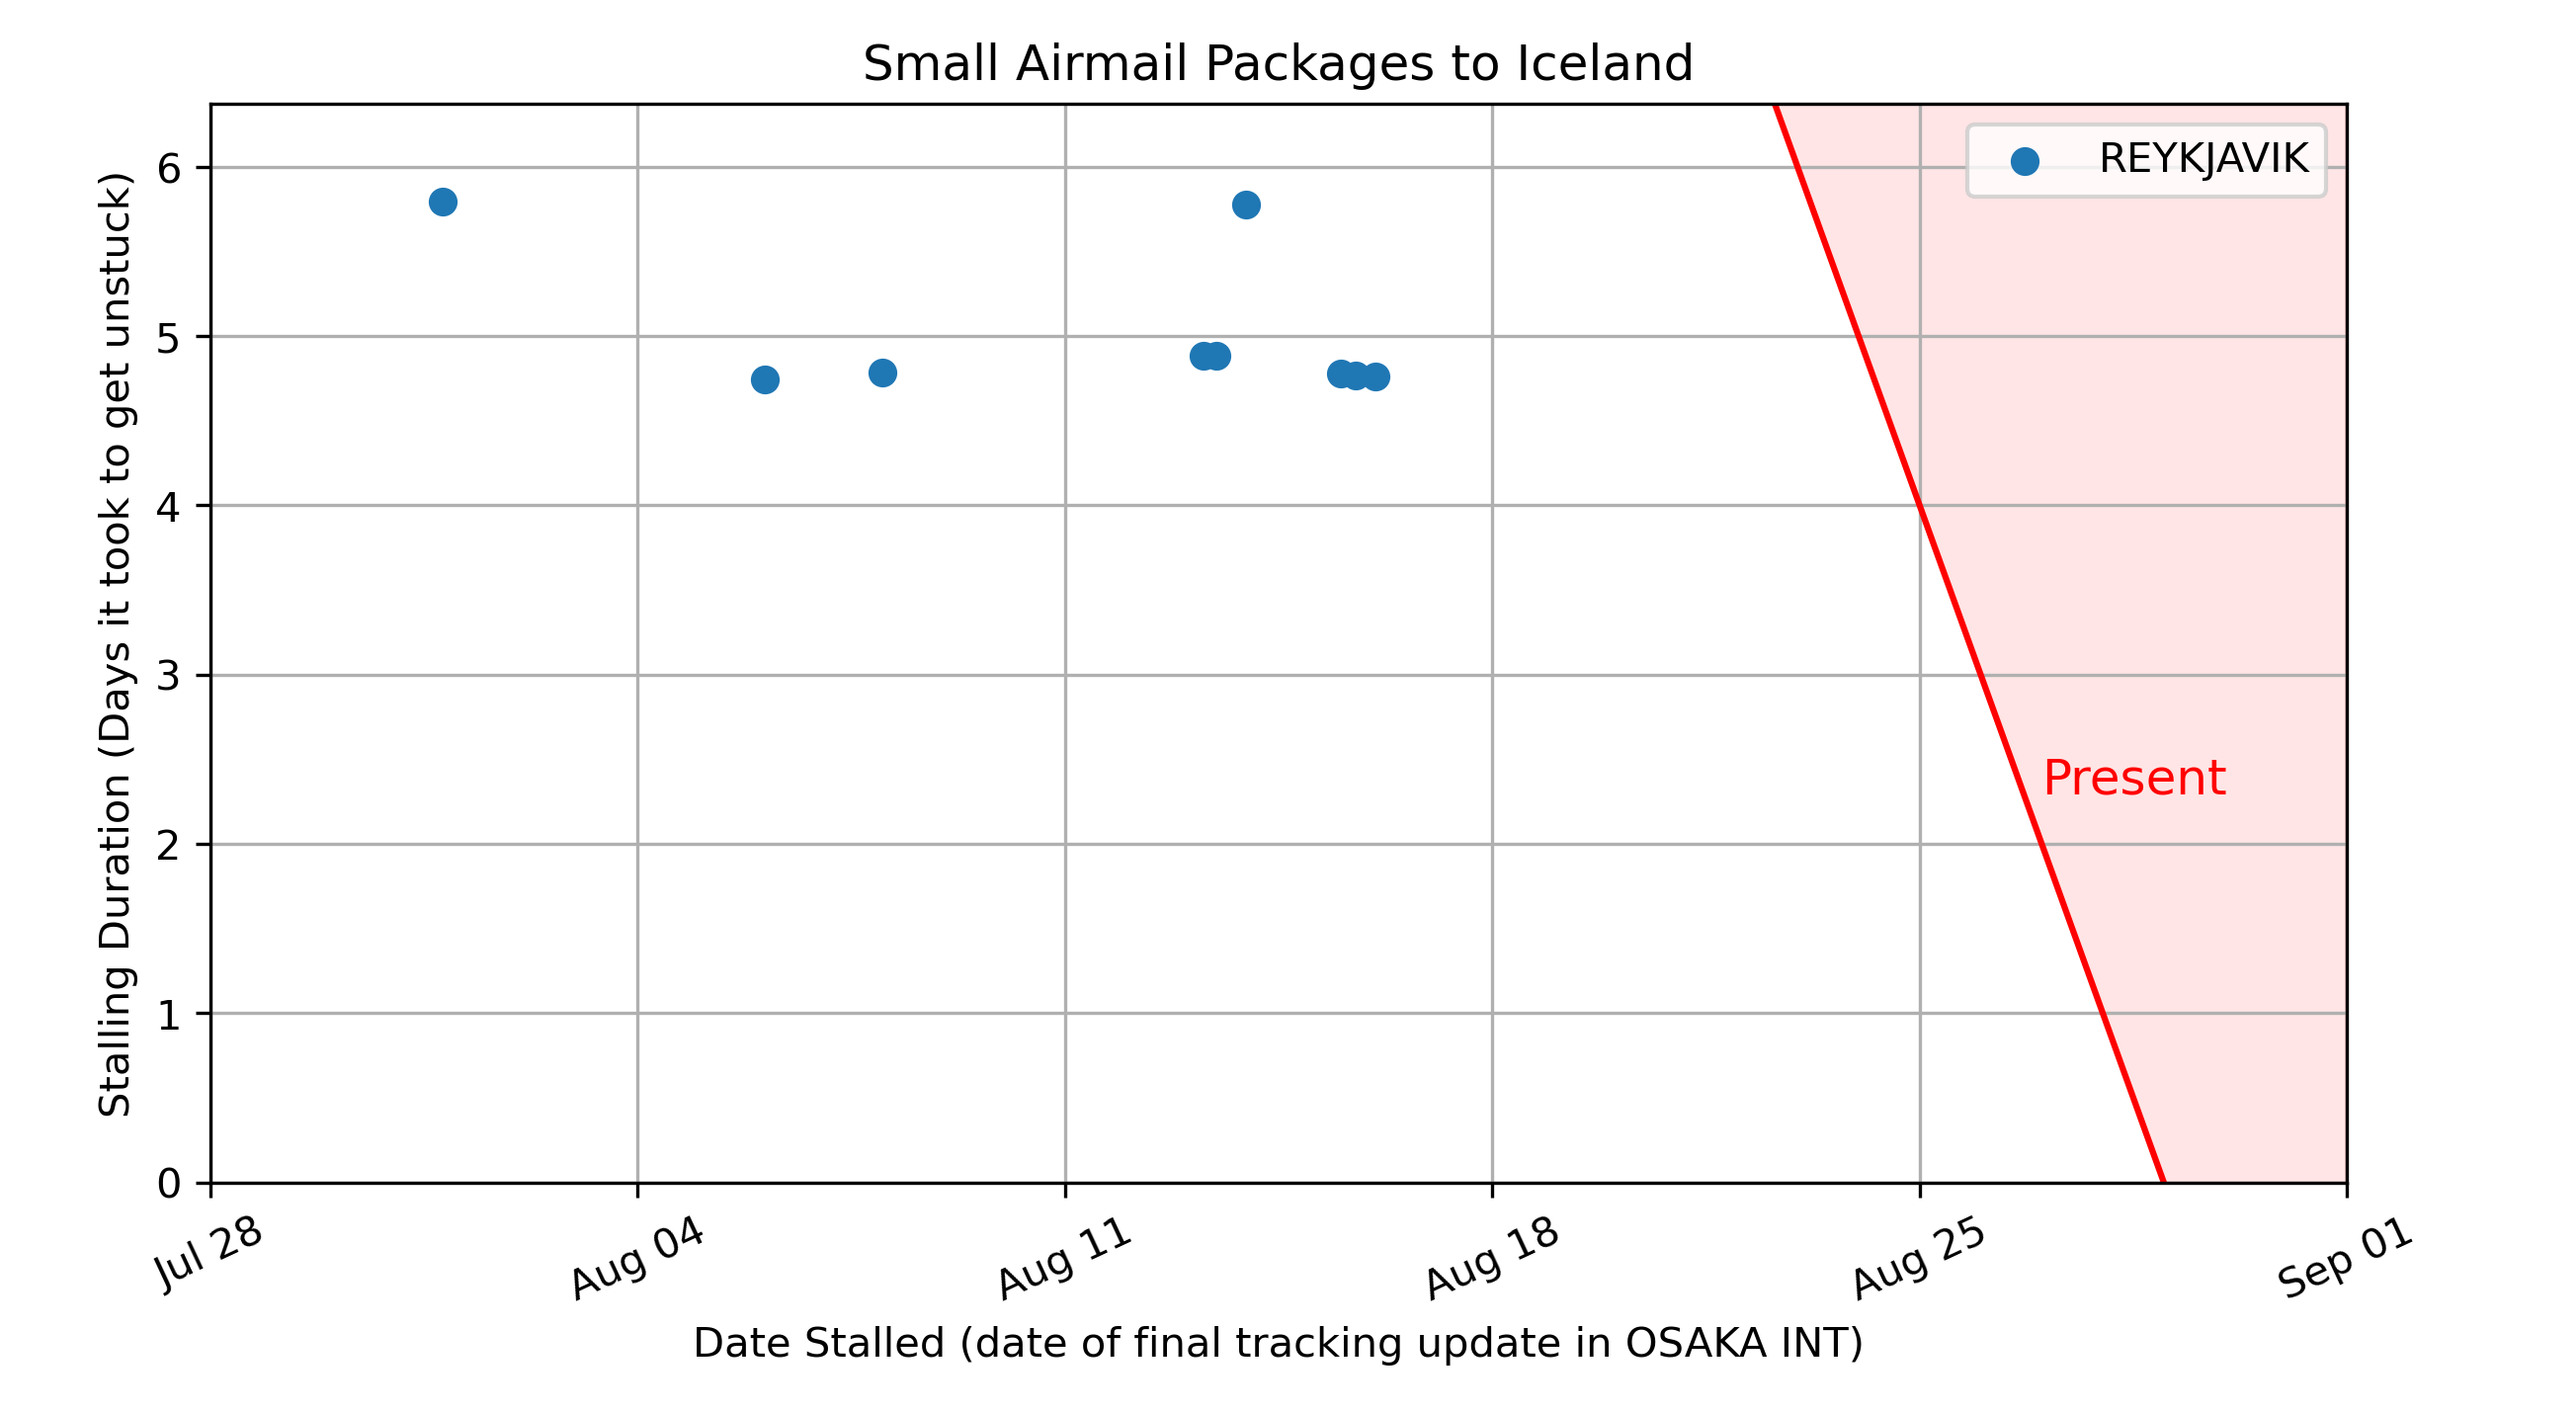 Small Airmail Packages to Iceland
REYKJAVIK
Stalling Duration (Days it took to get unstuck)
6
5
4
3
2
1
0
Present
Jul 28
Aug 04
Aug 11
Aug 18
Aug 25
Sep 01
Date Stalled (date of final tracking update in OSAKA INT)